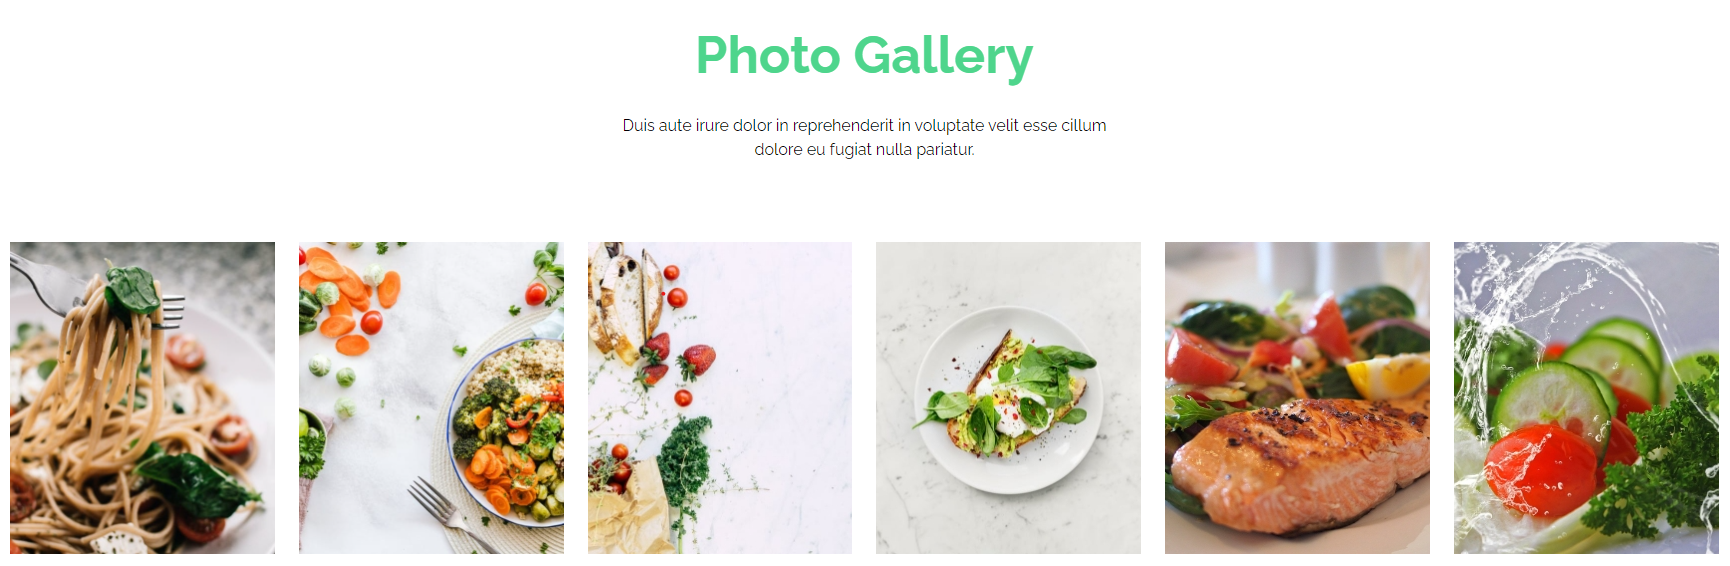 Photo Gallery
Duis aute irure dolor in reprehenderit in voluptate velit esse cillum
dolore eu fugiat nulla pariatur.